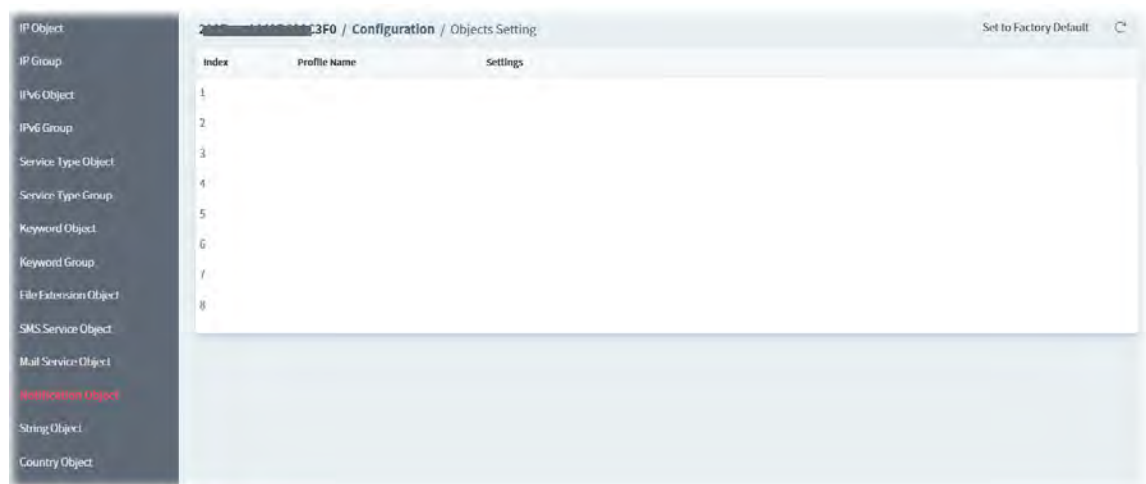 IP Object
IP Group
IPv6 Object
IPv6 Group
Service Type Object
Service Type Group
Keyword Object
Keyword Group
File Extension Object
SMS Service Object
Mail Service Object
Notification Object
String Object
Country Object
C3F0 / Configuration / Objects Setting
Set to Factory Default
Index Profile Name Settings
1
2
3
4
5
6
7
8